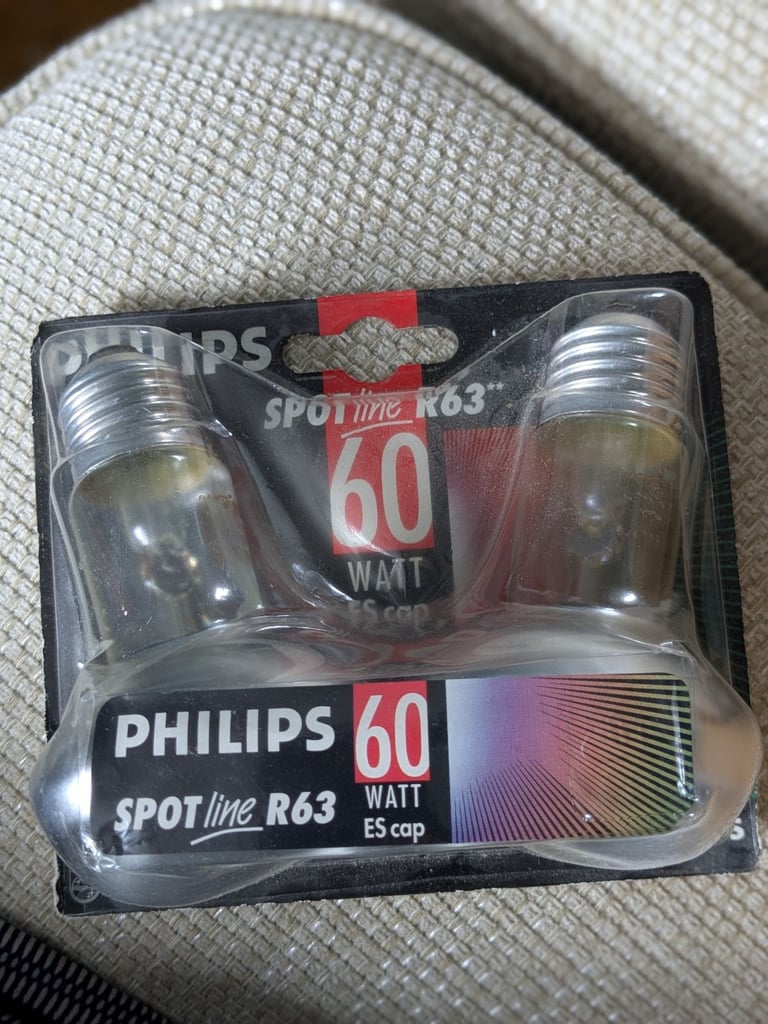 PHILIPS
SPOTline R63**
60
WATT
ES cap
PHILIPS
60
WATT
SPOTline R63
ES cap